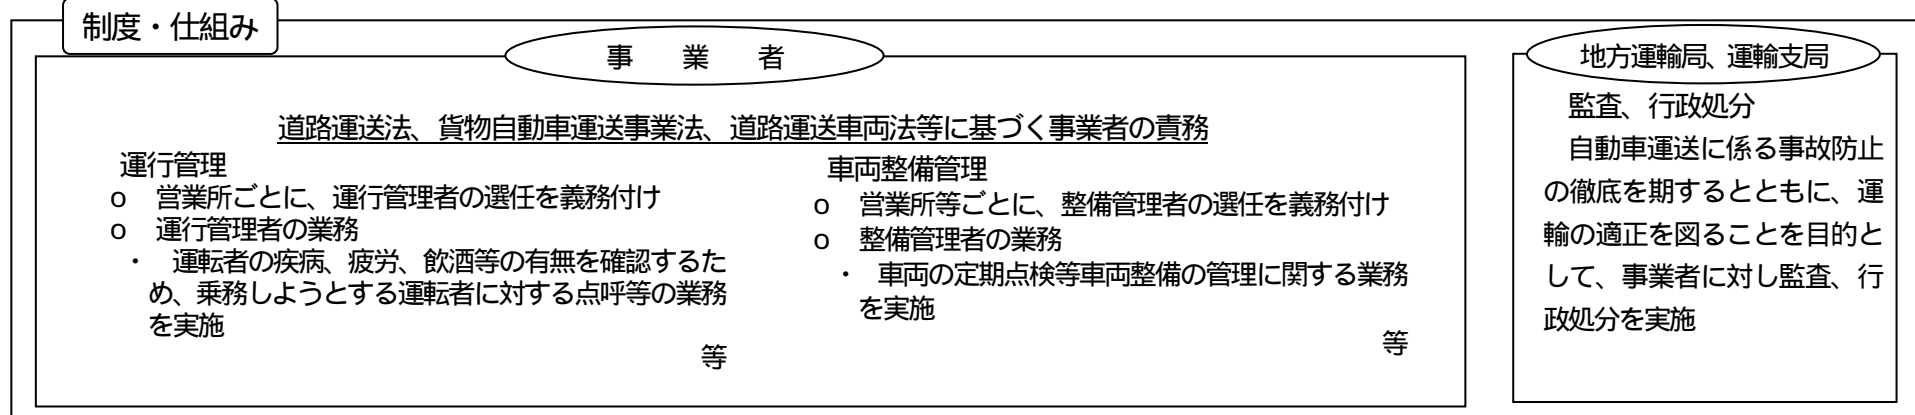 制度・仕組み
事　業　者
道路運送法、貨物自動車運送事業法、道路運送車両法等に基づく事業者の責務
運行管理
o　営業所ごとに、運行管理者の選任を義務付け
o　運行管理者の業務
・　運転者の疾病、疲労、飲酒等の有無を確認するた
め、乗務しようとする運転者に対する点呼等の業務
を実施
等
車両整備管理
o　営業所等ごとに、整備管理者の選任を義務付け
o　整備管理者の業務
・　車両の定期点検等車両整備の管理に関する業務
を実施
等
地方運輸局、運輸支局
監査、行政処分
自動車運送に係る事故防止
の徹底を期するとともに、運
輸の適正を図ることを目的と
して、事業者に対し監査、行
政処分を実施